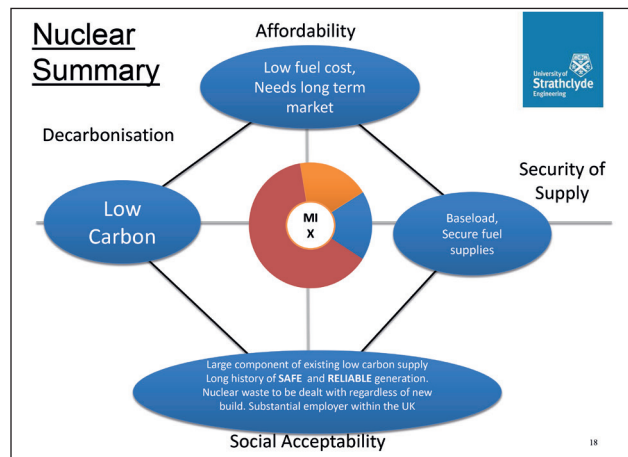 Nuclear
Summary
Affordability
Low fuel cost,
Needs long term
market
University of
Strathclyde
Engineering
Decarbonisation
Security of
Supply
Low
Carbon
MI
X
Baseload,
Secure fuel
supplies
Large component of existing low carbon supply
Long history of SAFE and RELIABLE generation.
Nuclear waste to be dealt with regardless of new
build. Substantial employer within the UK
Social Acceptability
18